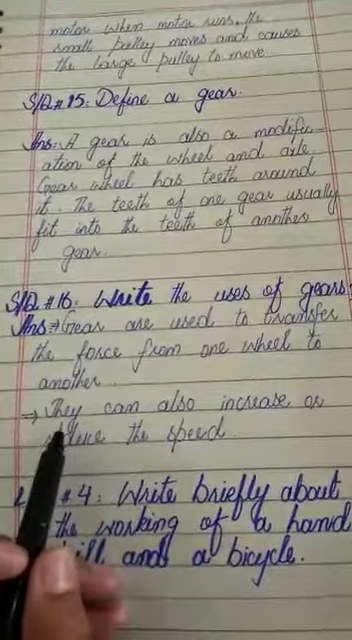 motor when motor runs, the
small pulley moves and causes
the large pulley to move
S/Q#15: Define a gear.
Ans: A gear is also a modific-
ation of the wheel and axle.
Gear wheel has teeth around
it. The teeth of one gear usually
fit into the teeth of another
gear.
S/Q #16: Write the uses of gears:
Ans⇒ Gear are used to transfer
the force from one wheel to
another.
⇒ They can also increase or
the speed
#4: Write briefly about
the working of a hand
and a bicycle.